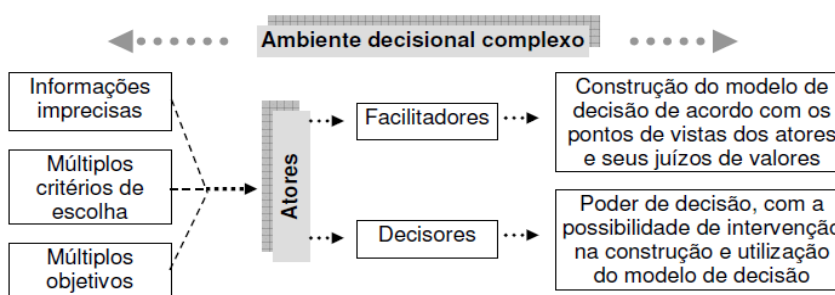 Ambiente decisional complexo
Informações
imprecisas
Múltiplos
critérios de
escolha
Múltiplos
objetivos
Atores
Facilitadores
Decisores
Construção do modelo de
decisão de acordo com os
pontos de vistas dos atores
e seus juízos de valores
Poder de decisão, com a
possibilidade de intervenção
na construção e utilização
do modelo de decisão